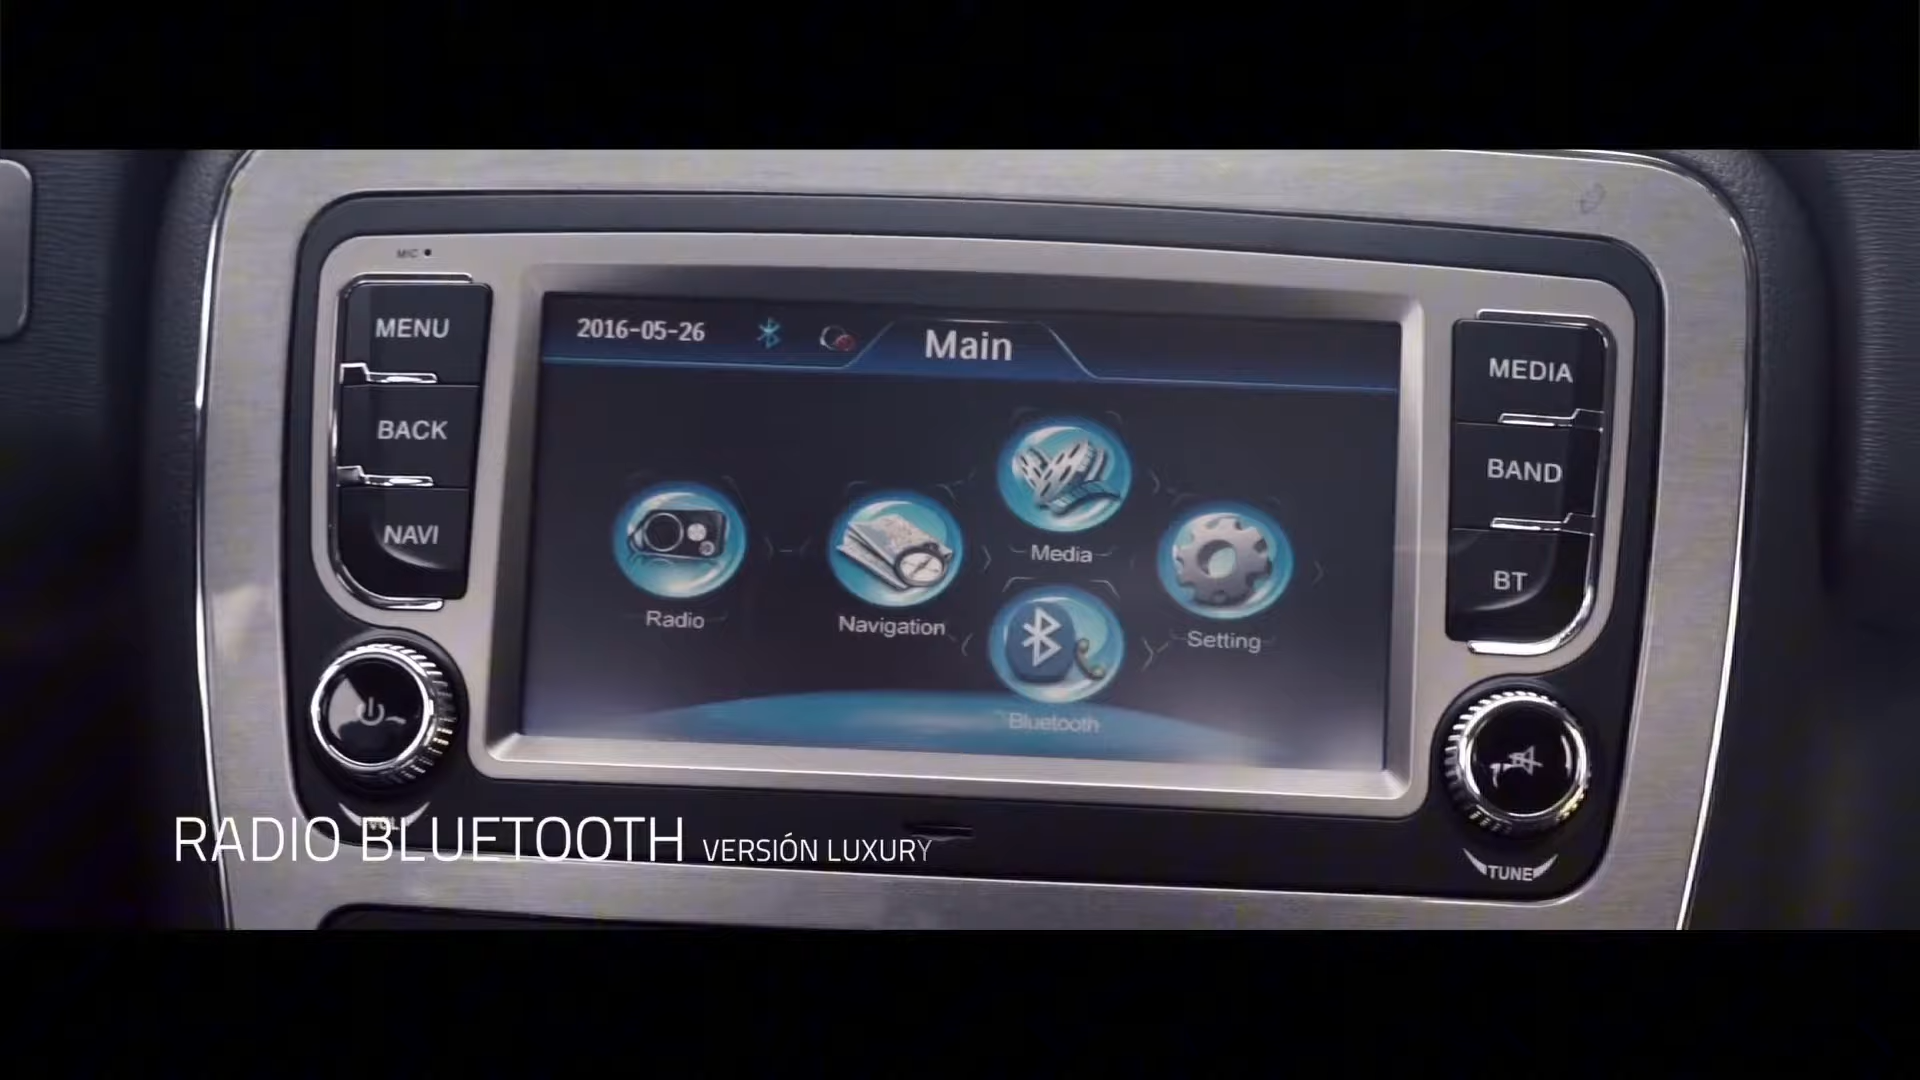 MIC
MENU
BACK
NAVI
2016-05-26
Main
Radio
Navigation
Media
Bluetooth
Setting
MEDIA
BAND
BT
VOL
TUNE
RADIO BLUETOOTH VERSIÓN LUXURY